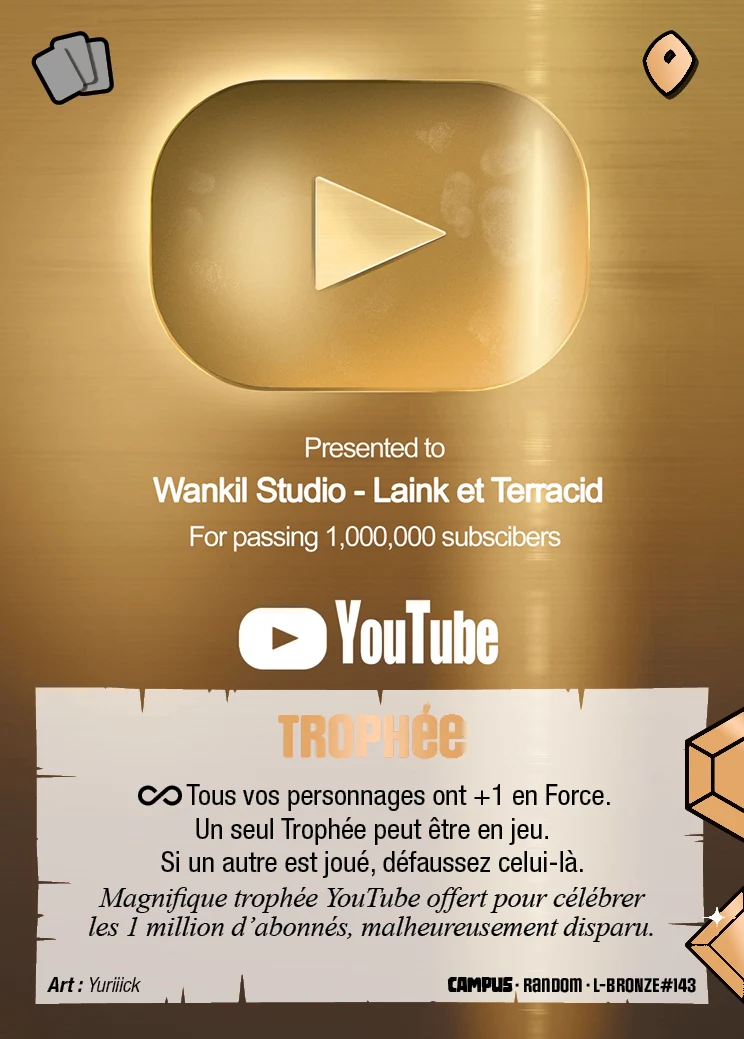 Presented to
Wankil Studio - Laink et Terracid
For passing 1,000,000 subscibers
YouTube
TROPHÉE
∞ Tous vos personnages ont +1 en Force.
Un seul Trophée peut être en jeu.
Si un autre est joué, défaussez celui-là.
Magnifique trophée YouTube offert pour célébrer
les 1 million d’abonnés, malheureusement disparu.
Art : Yuriiick
CAMPUS · RANDOM · L-BRONZE#143